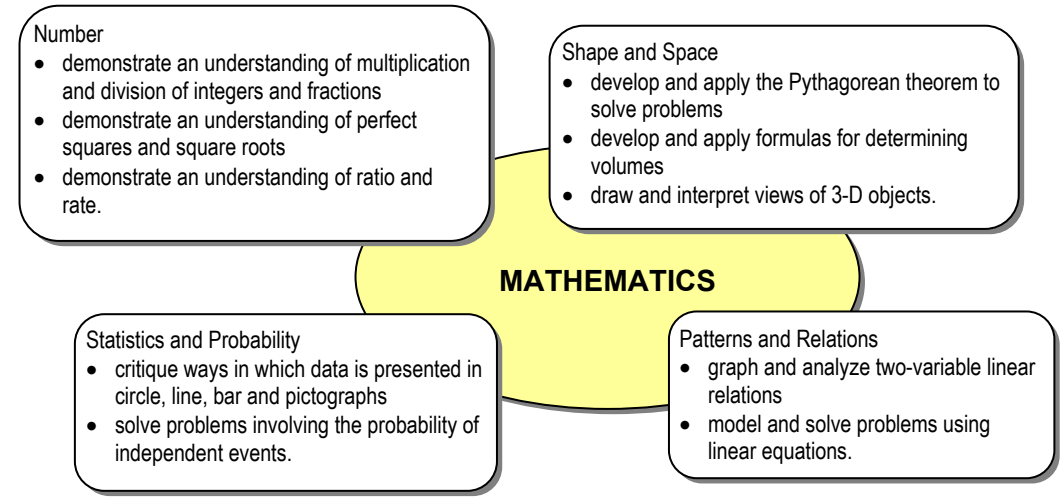 Number
• demonstrate an understanding of multiplication
and division of integers and fractions
• demonstrate an understanding of perfect
squares and square roots
• demonstrate an understanding of ratio and
rate.
Shape and Space
• develop and apply the Pythagorean theorem to
solve problems
• develop and apply formulas for determining
volumes
• draw and interpret views of 3-D objects.
MATHEMATICS
Statistics and Probability
• critique ways in which data is presented in
circle, line, bar and pictographs
• solve problems involving the probability of
independent events.
Patterns and Relations
• graph and analyze two-variable linear
relations
• model and solve problems using
linear equations.